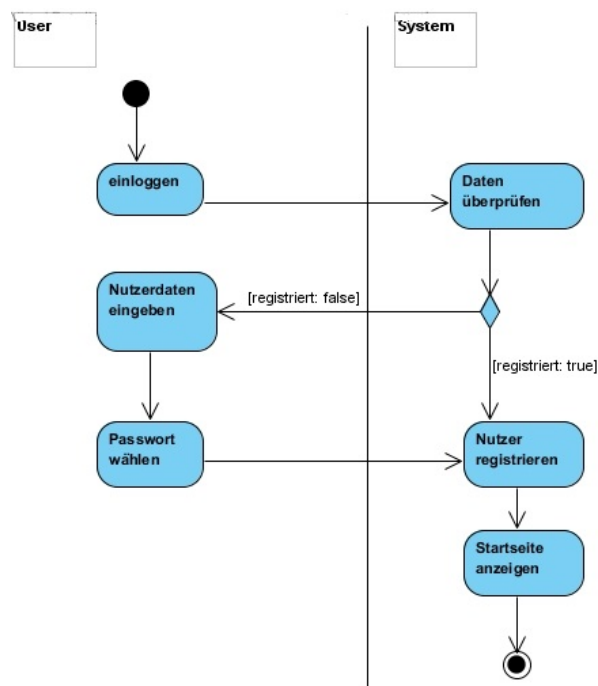 User
System
einloggen
Daten
überprüfen
Nutzerdaten
eingeben
[registriert: false]
[registriert: true]
Passwort
wählen
Nutzer
registrieren
Startseite
anzeigen